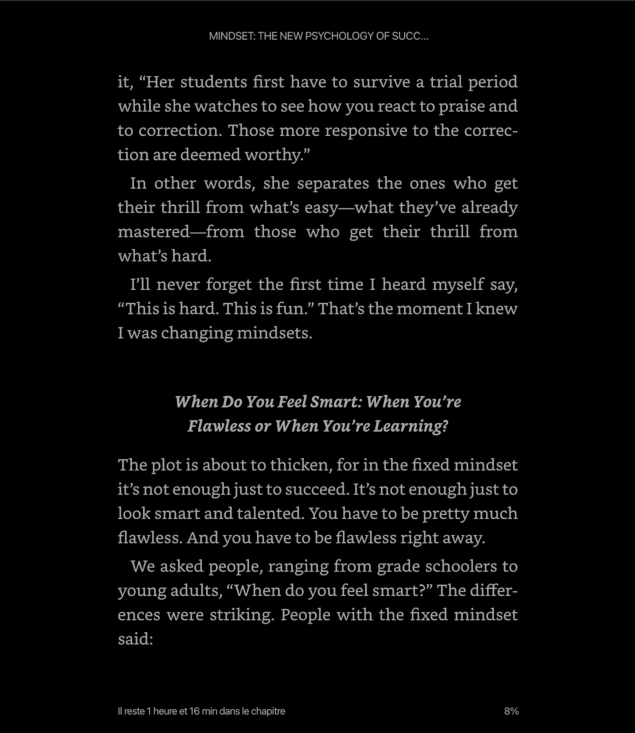 MINDSET: THE NEW PSYCHOLOGY OF SUCC...
it, “Her students first have to survive a trial period
while she watches to see how you react to praise and
to correction. Those more responsive to the correc-
tion are deemed worthy.”
In other words, she separates the ones who get
their thrill from what’s easy—what they’ve already
mastered—from those who get their thrill from
what’s hard.
I’ll never forget the first time I heard myself say,
“This is hard. This is fun.” That’s the moment I knew
I was changing mindsets.
When Do You Feel Smart: When You’re
Flawless or When You’re Learning?
The plot is about to thicken, for in the fixed mindset
it’s not enough just to succeed. It’s not enough just to
look smart and talented. You have to be pretty much
flawless. And you have to be flawless right away.
We asked people, ranging from grade schoolers to
young adults, “When do you feel smart?” The differ-
ences were striking. People with the fixed mindset
said:
Il reste 1 heure et 16 min dans le chapitre 8%